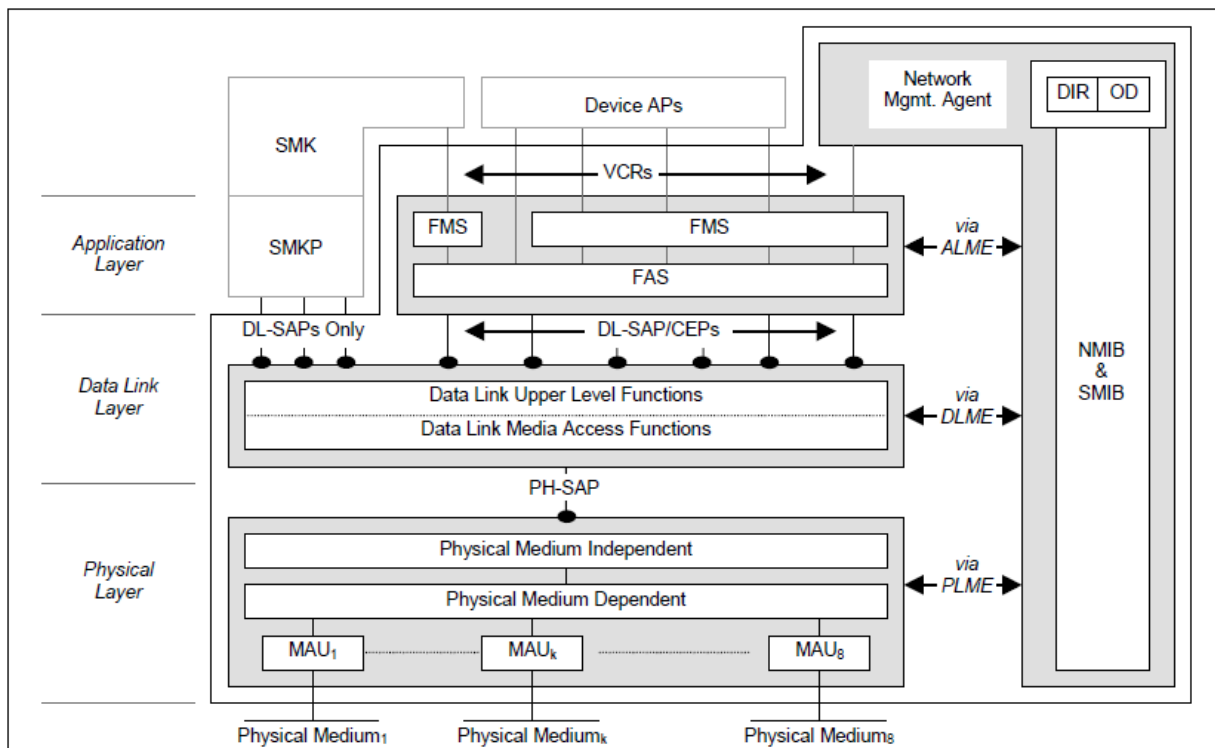 Network
Mgmt. Agent
DIR
OD
Device APs
SMK
VCRs
Application
Layer
SMKP
FMS
FMS
via
ALME
FAS
DL-SAPs Only
DL-SAP/CEPs
NMIB
&
SMIB
Data Link
Layer
Data Link Upper Level Functions
Data Link Media Access Functions
via
DLME
PH-SAP
Physical
Layer
Physical Medium Independent
Physical Medium Dependent
via
PLME
MAU₁
MAUₖ
MAU₈
Physical Medium₁
Physical Mediumₖ
Physical Medium₈